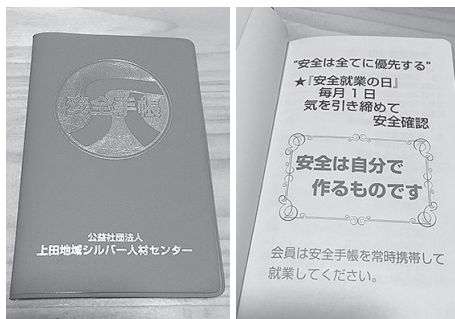 安全手帳
公益社団法人
上田地域シルバー人材センター
“安全は全てに優先する”
★『安全就業の日』
毎月1日
気を引き締めて
安全確認
安全は自分で
作るものです
会員は安全手帳を常時携帯して
就業してください。